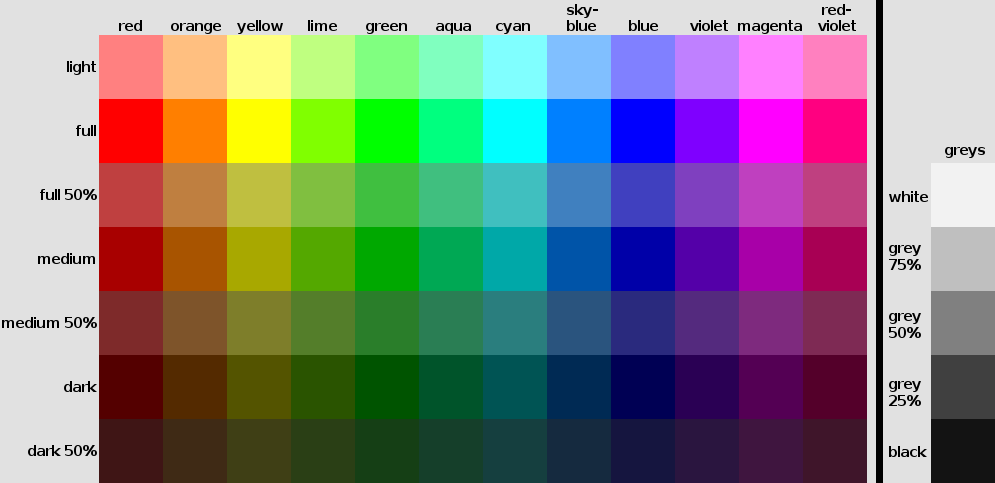 red orange yellow lime green aqua cyan sky-
blue blue violet magenta red-
violet
light
full
full 50%
medium
medium 50%
dark
dark 50%
greys
white
grey
75%
grey
50%
grey
25%
black